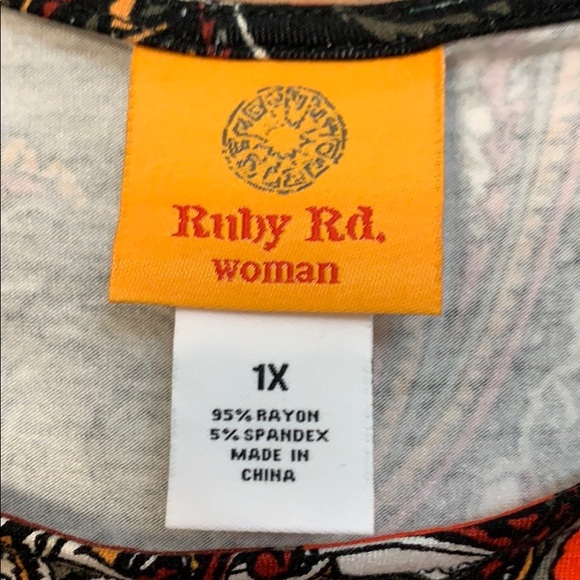 Ruby Rd.
woman
1X
95% RAYON
5% SPANDEX
MADE IN
CHINA